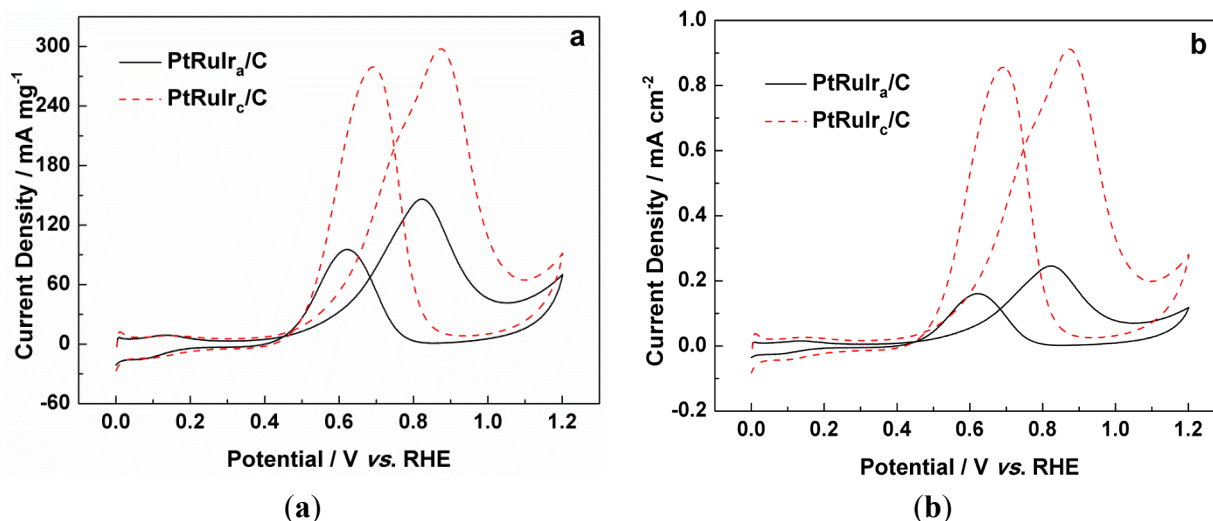 a
PtRuIrₐ/C
PtRuIr꜀/C
300
240
180
120
60
0
-60
Current Density / mA mg⁻¹
0.0 0.2 0.4 0.6 0.8 1.0 1.2
Potential / V vs. RHE
(a)
b
PtRuIrₐ/C
PtRuIr꜀/C
1.0
0.8
0.6
0.4
0.2
0.0
-0.2
Current Density / mA cm⁻²
0.0 0.2 0.4 0.6 0.8 1.0 1.2
Potential / V vs. RHE
(b)